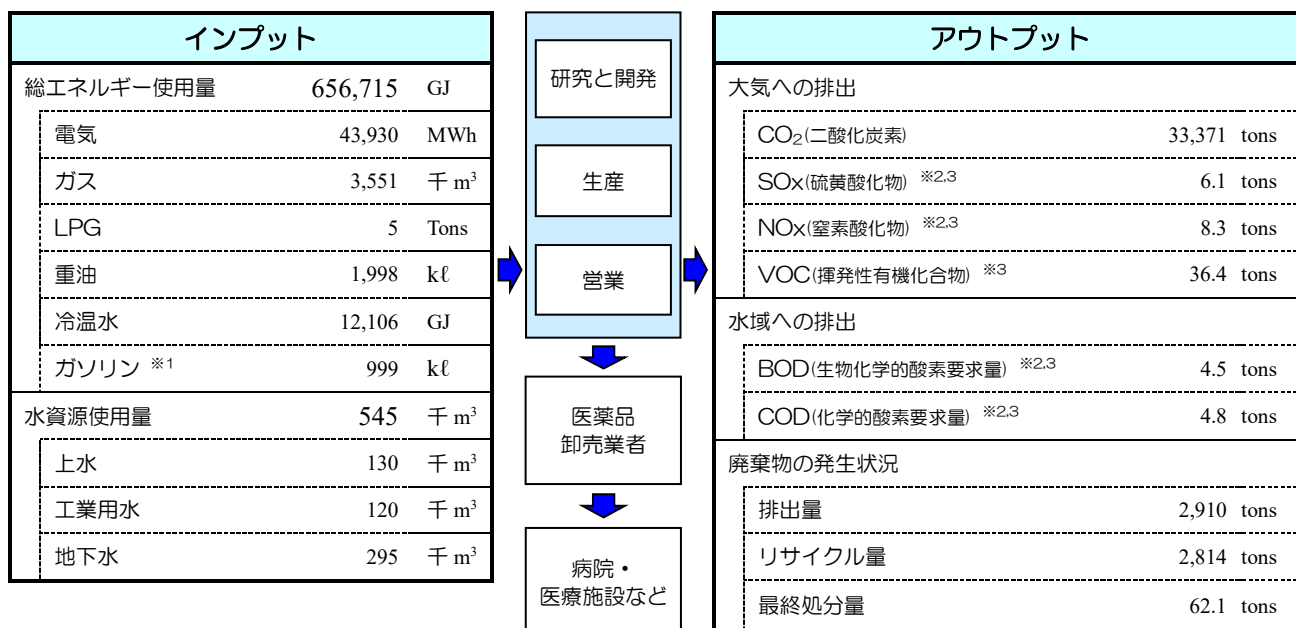 インプット
総エネルギー使用量 656,715 GJ
電気 43,930 MWh
ガス 3,551 千 m³
LPG 5 Tons
重油 1,998 kℓ
冷温水 12,106 GJ
ガソリン ※1 999 kℓ
水資源使用量 545 千 m³
上水 130 千 m³
工業用水 120 千 m³
地下水 295 千 m³
研究と開発
生産
営業
医薬品
卸売業者
病院・
医療施設など
アウトプット
大気への排出
CO₂(二酸化炭素) 33,371 tons
SOx(硫黄酸化物) ※2,3 6.1 tons
NOx(窒素酸化物) ※2,3 8.3 tons
VOC(揮発性有機化合物) ※3 36.4 tons
水域への排出
BOD(生物化学的酸素要求量) ※2,3 4.5 tons
COD(化学的酸素要求量) ※2,3 4.8 tons
廃棄物の発生状況
排出量 2,910 tons
リサイクル量 2,814 tons
最終処分量 62.1 tons